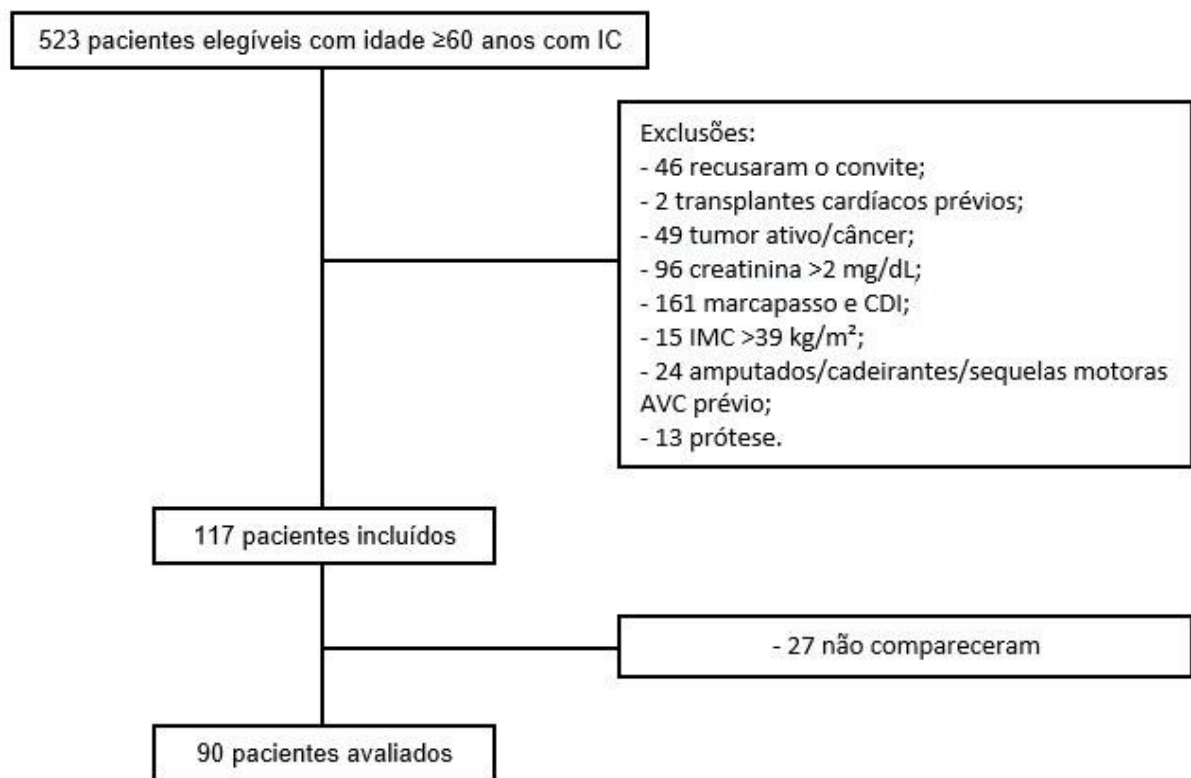 523 pacientes elegíveis com idade ≥60 anos com IC
Exclusões:
- 46 recusaram o convite;
- 2 transplantes cardíacos prévios;
- 49 tumor ativo/câncer;
- 96 creatinina >2 mg/dL;
- 161 marcapasso e CDI;
- 15 IMC >39 kg/m²;
- 24 amputados/cadeirantes/sequelas motoras
AVC prévio;
- 13 prótese.
117 pacientes incluídos
- 27 não compareceram
90 pacientes avaliados